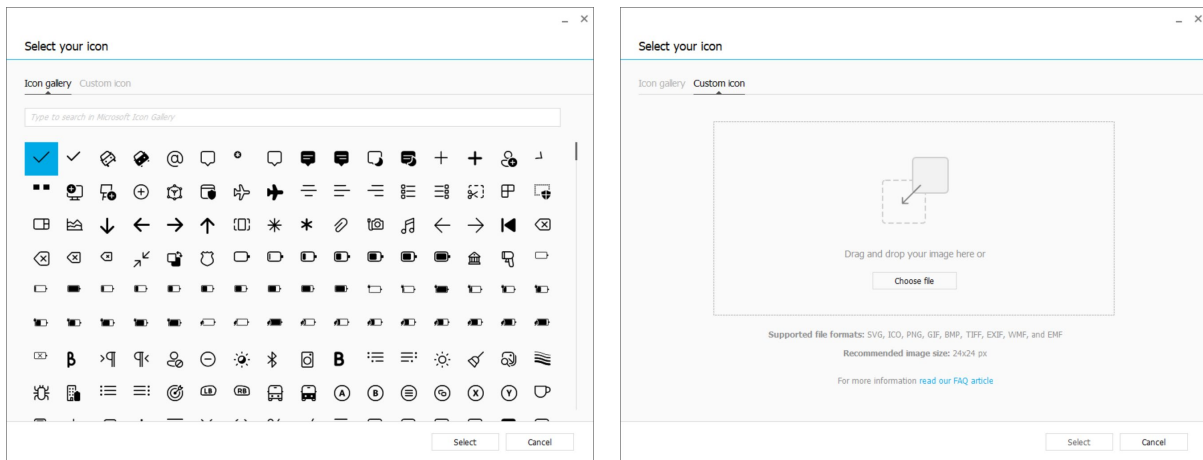 Select your icon
Icon gallery Custom icon
Type to search in Microsoft Icon Gallery
LB RB A B X Y
Select Cancel
Select your icon
Icon gallery Custom icon
Drag and drop your image here or
Choose file
Supported file formats: SVG, ICO, PNG, GIF, BMP, TIFF, EXIF, WMF, and EMF
Recommended image size: 24x24 px
For more information read our FAQ article
Select Cancel